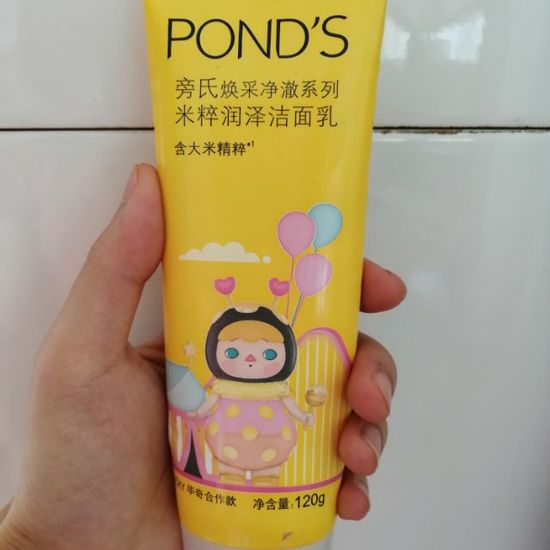 POND'S
旁氏焕采净澈系列
米粹润泽洁面乳
含大米精粹*1
KY 毕奇合作款 净含量:120g